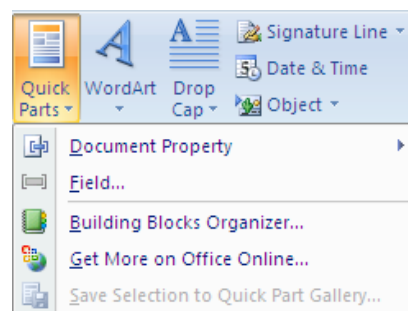 Quick Parts
WordArt
Drop Cap
Signature Line
Date & Time
Object
Document Property
Field...
Building Blocks Organizer...
Get More on Office Online...
Save Selection to Quick Part Gallery...